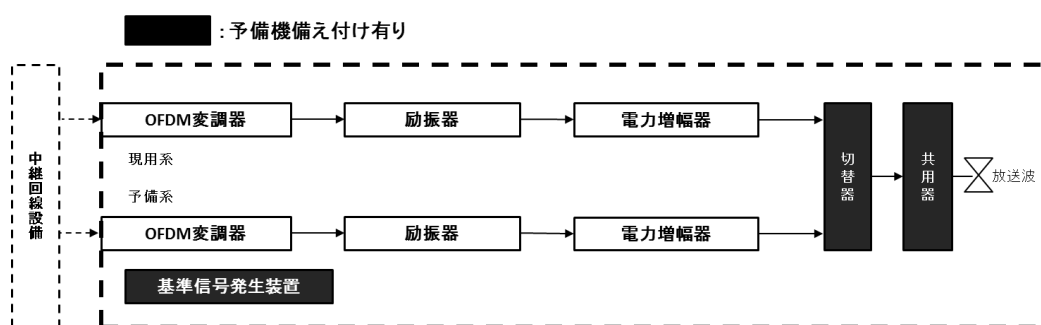 ：予備機備え付け有り
中継回線設備
OFDM変調器
励振器
電力増幅器
現用系
予備系
OFDM変調器
励振器
電力増幅器
切替器
共用器
放送波
基準信号発生装置